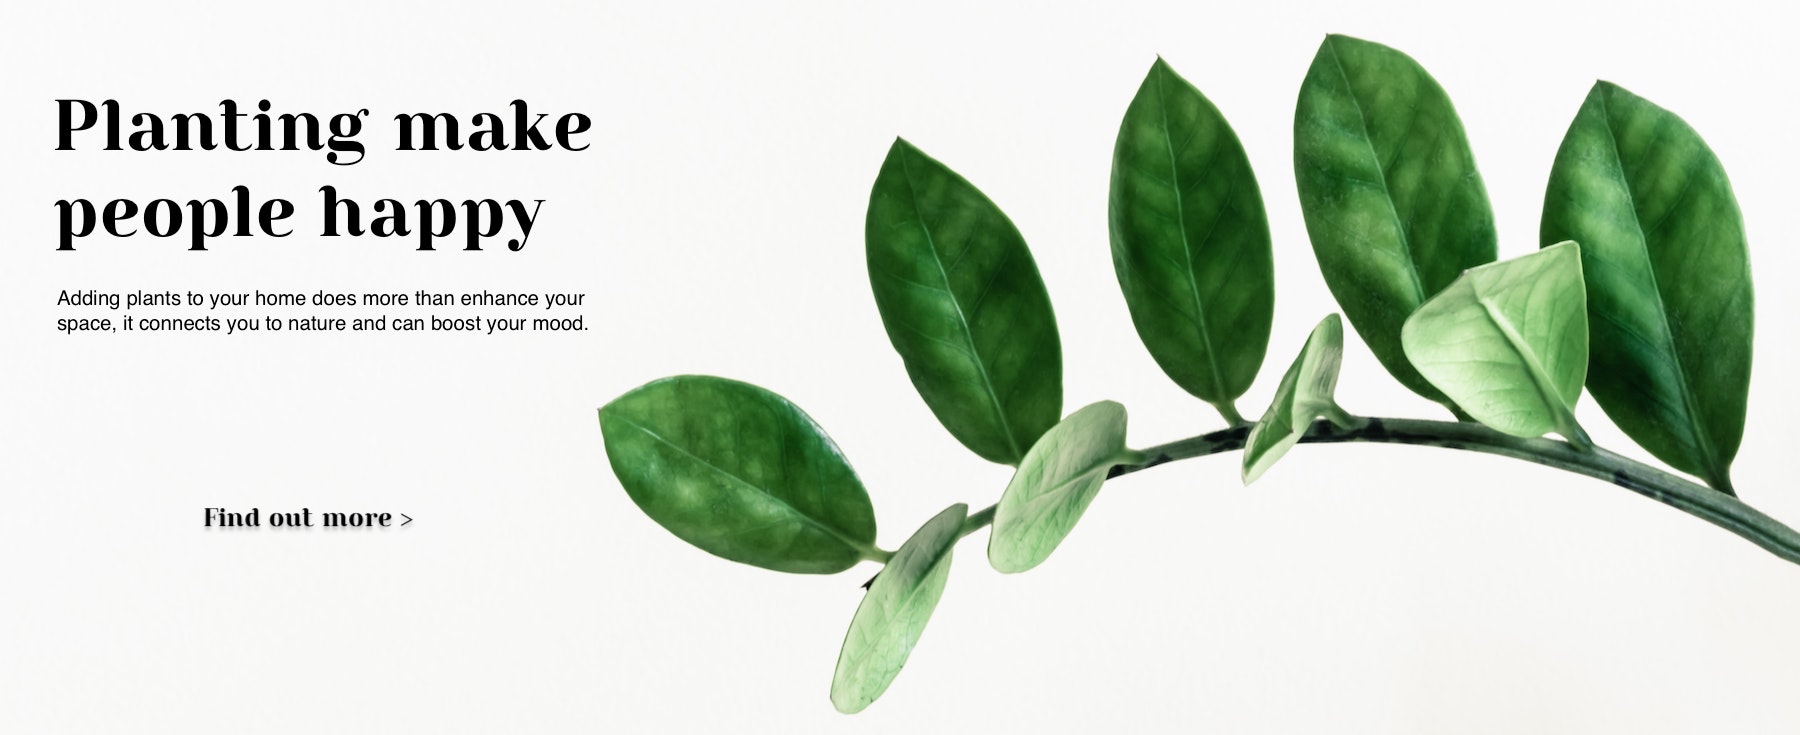 Planting make
people happy
Adding plants to your home does more than enhance your
space, it connects you to nature and can boost your mood.
Find out more >